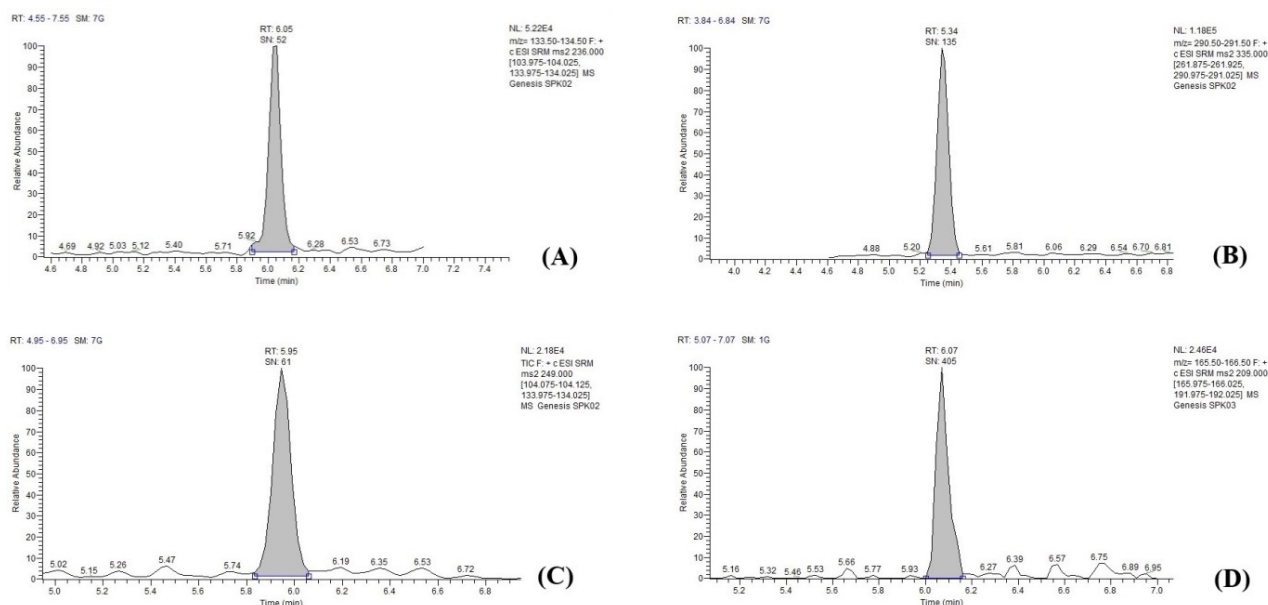 RT: 4.55 - 7.55 SM: 7G
RT: 6.05
SN: 52
NL: 5.22E4
m/z= 133.50-134.50 F: +
c ESI SRM ms2 236.000
[103.975-104.025,
133.975-134.025] MS
Genesis SPK02
Relative Abundance
100
90
80
70
60
50
40
30
20
10
0
4.69 4.92 5.03 5.12 5.40 5.71 5.92 6.28 6.53 6.73
4.6 4.8 5.0 5.2 5.4 5.6 5.8 6.0 6.2 6.4 6.6 6.8 7.0 7.2 7.4
Time (min)
(A)
RT: 3.84 - 6.84 SM: 7G
RT: 5.34
SN: 135
NL: 1.18E5
m/z= 290.50-291.50 F: +
c ESI SRM ms2 335.000
[261.875-261.925,
290.975-291.025] MS
Genesis SPK02
Relative Abundance
100
90
80
70
60
50
40
30
20
10
0
4.88 5.20 5.61 5.81 6.06 6.29 6.54 6.70 6.81
4.0 4.2 4.4 4.6 4.8 5.0 5.2 5.4 5.6 5.8 6.0 6.2 6.4 6.6 6.8
Time (min)
(B)
RT: 4.95 - 6.95 SM: 7G
RT: 5.95
SN: 61
NL: 2.18E4
TIC F: + c ESI SRM
ms2 249.000
[104.075-104.125,
133.975-134.025]
MS Genesis SPK02
Relative Abundance
100
90
80
70
60
50
40
30
20
10
0
5.02 5.15 5.26 5.47 5.74 6.19 6.35 6.53 6.72
5.0 5.2 5.4 5.6 5.8 6.0 6.2 6.4 6.6 6.8
Time (min)
(C)
RT: 5.07 - 7.07 SM: 1G
RT: 6.07
SN: 405
NL: 2.46E4
m/z= 165.50-166.50 F: +
c ESI SRM ms2 209.000
[165.975-166.025,
191.975-192.025] MS
Genesis SPK03
Relative Abundance
100
90
80
70
60
50
40
30
20
10
0
5.16 5.32 5.46 5.53 5.66 5.77 5.93 6.27 6.39 6.57 6.75 6.89 6.95
5.2 5.4 5.6 5.8 6.0 6.2 6.4 6.6 6.8 7.0
Time (min)
(D)